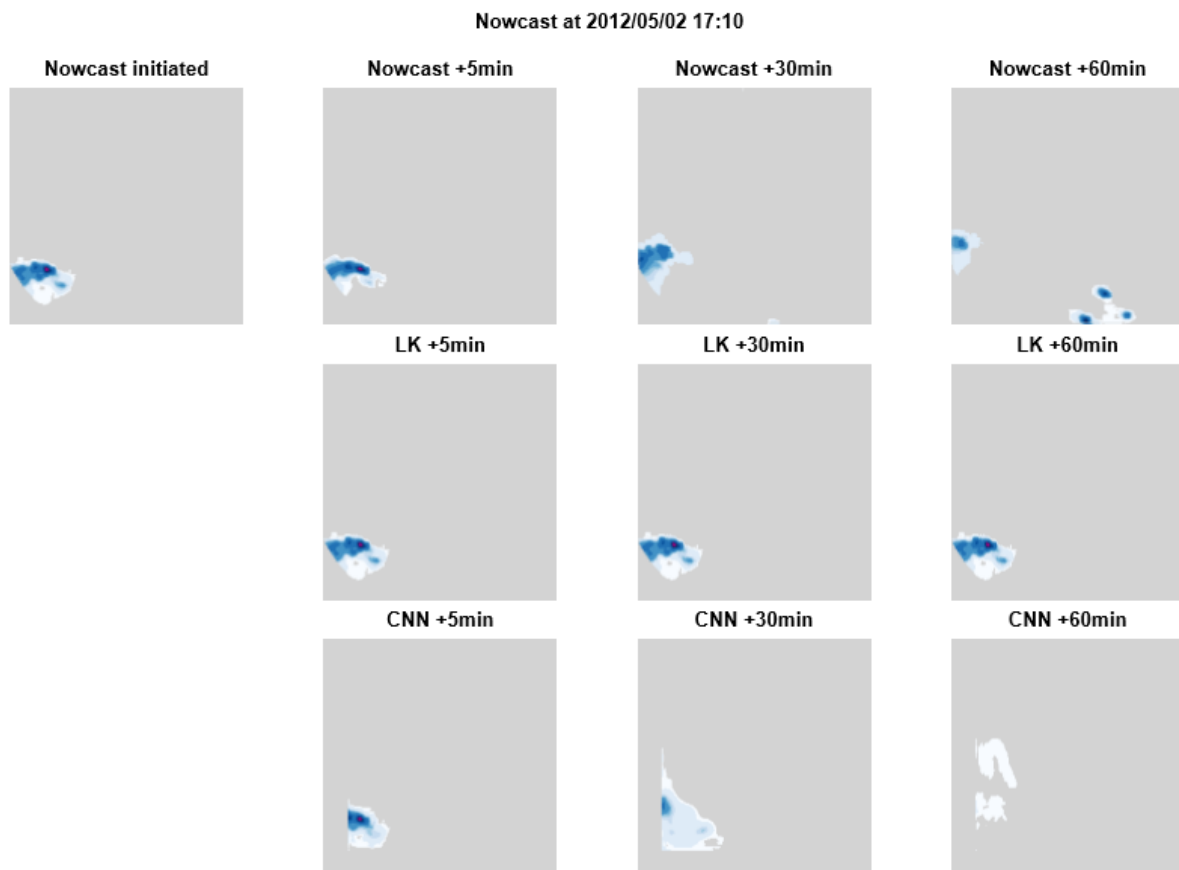 Nowcast at 2012/05/02 17:10
Nowcast initiated
Nowcast +5min
Nowcast +30min
Nowcast +60min
LK +5min
LK +30min
LK +60min
CNN +5min
CNN +30min
CNN +60min